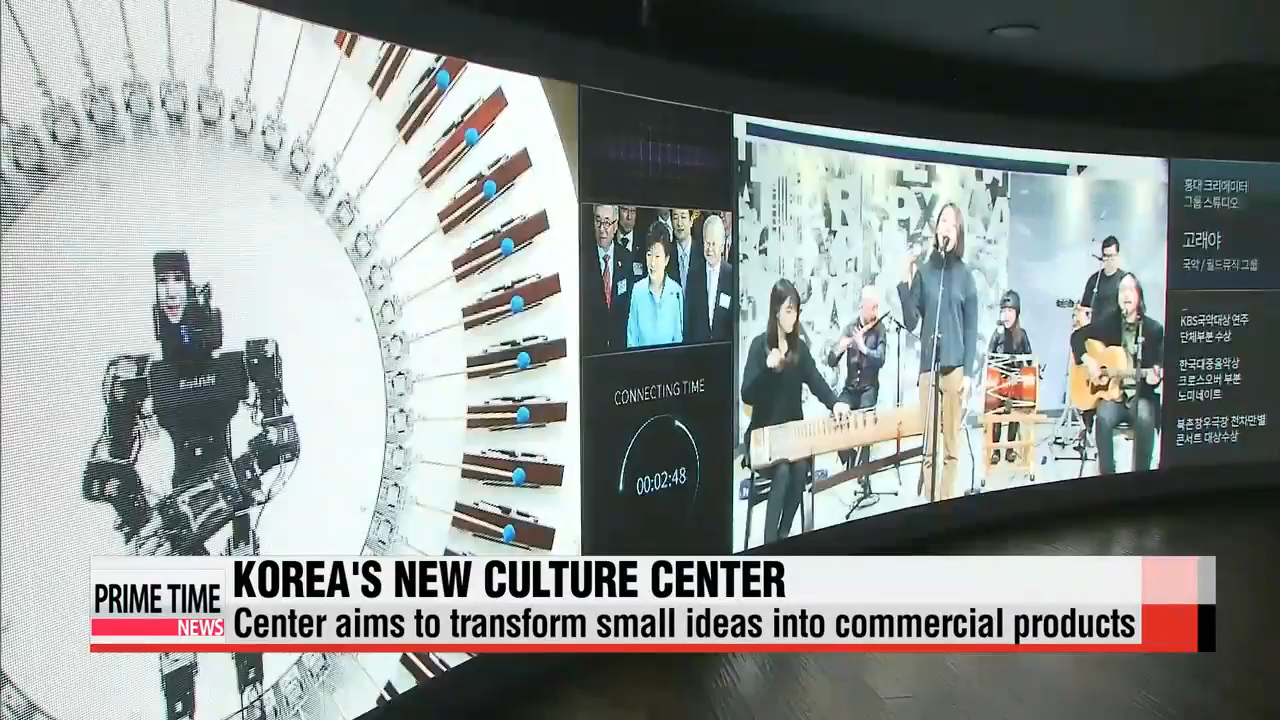 CONNECTING TIME
00:02:48
홍대 크리에이터
그룹 스튜디오
고래야
국악 / 월드뮤직 그룹
KBS국악대상 연주
단체부분 수상
한국대중음악상
크로스오버 부분
노미네이트
북촌창우극장 천차만별
콘서트 대상수상
PRIME TIME
NEWS
KOREA'S NEW CULTURE CENTER
Center aims to transform small ideas into commercial products